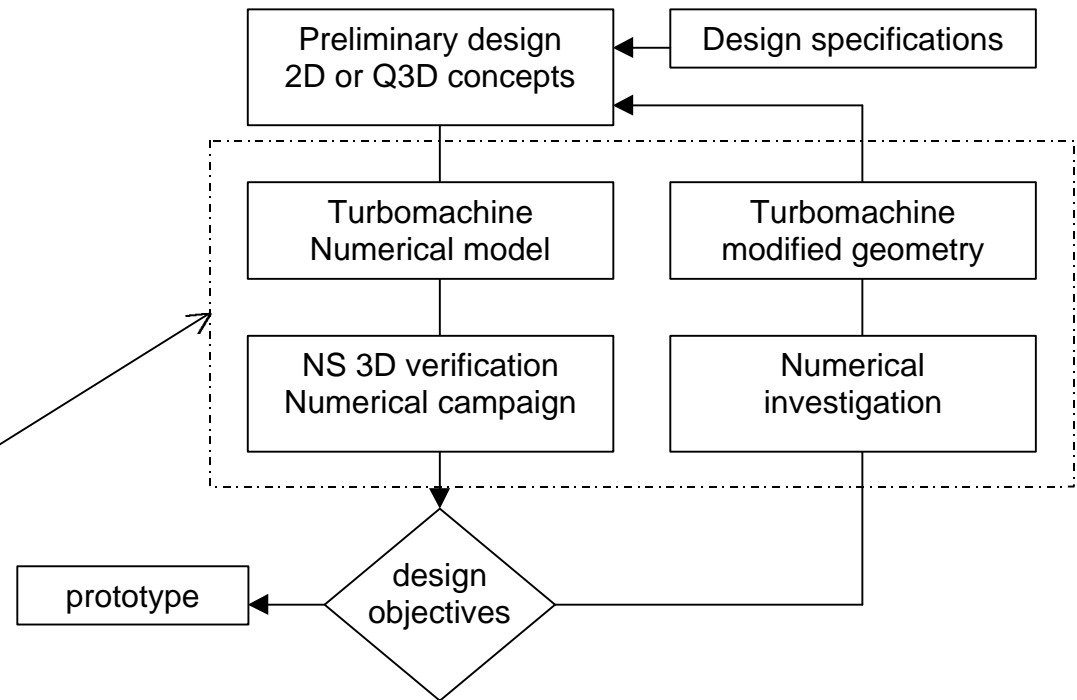 Preliminary design
2D or Q3D concepts
Design specifications
Turbomachine
Numerical model
Turbomachine
modified geometry
NS 3D verification
Numerical campaign
Numerical
investigation
design
objectives
prototype